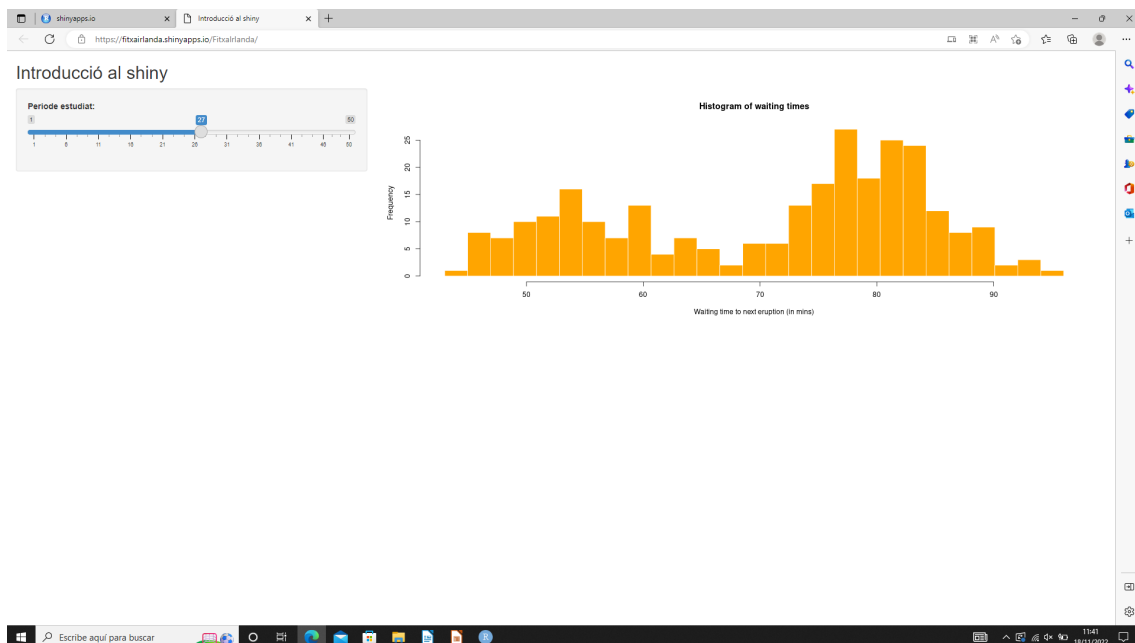 shinyapps.io
Introducció al shiny
https://fitxairlanda.shinyapps.io/FitxaIrlanda/
Introducció al shiny
Periode estudiat:
1 27 50
1 6 11 16 21 26 31 36 41 46 50
Histogram of waiting times
Frequency
0 5 10 15 20 25
50 60 70 80 90
Waiting time to next eruption (in mins)
Escribe aquí para buscar
11:41
18/11/2022